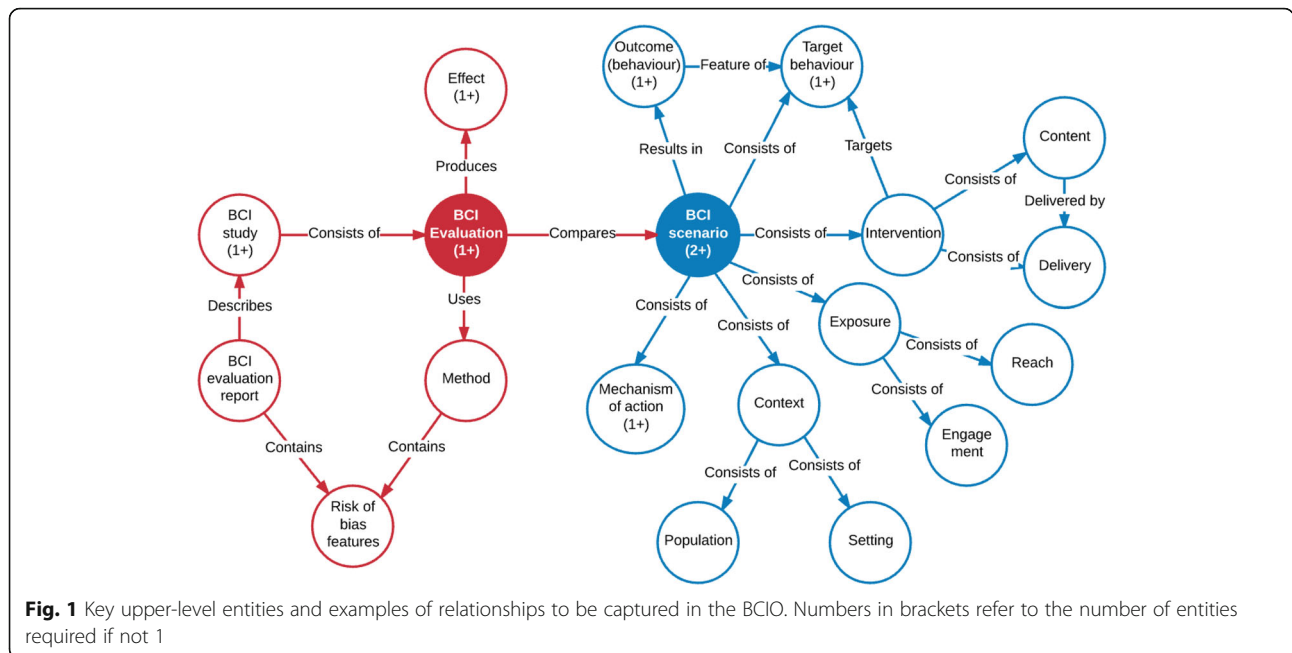 Outcome
(behaviour)
(1+)
Feature of
Target
behaviour
(1+)
Effect
(1+)
Content
Results in
Consists of
Targets
Consists of
Produces
Delivered by
BCI
study
(1+)
Consists of
BCI
Evaluation
(1+)
Compares
BCI
scenario
(2+)
Consists of
Intervention
Consists of
Delivery
Describes
Uses
Consists of
Consists of
Consists of
Exposure
Consists of
Reach
BCI
evaluation
report
Method
Mechanism
of action
(1+)
Context
Consists of
Engage
ment
Contains
Contains
Consists of
Consists of
Risk of
bias
features
Population
Setting
Fig. 1 Key upper-level entities and examples of relationships to be captured in the BCIO. Numbers in brackets refer to the number of entities
required if not 1